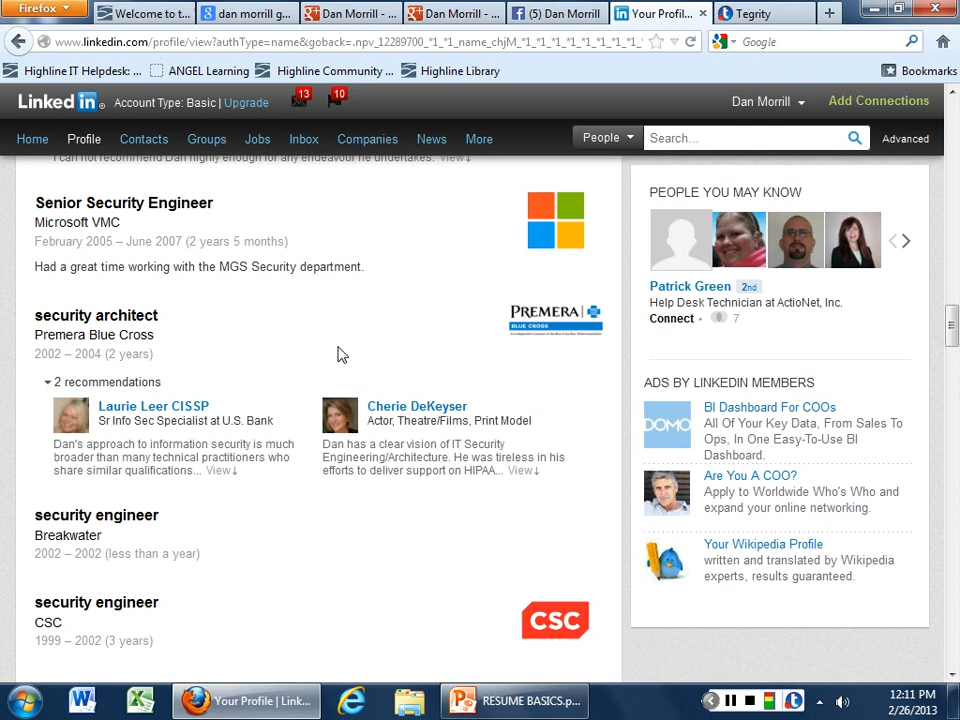 Firefox
Welcome to t...
dan morrill g...
Dan Morrill - ...
Dan Morrill - ...
(5) Dan Morrill
Your Profil...
Tegrity
www.linkedin.com/profile/view?authType=name&goback=.npv_12289700_*1_*1_name_chjM_*1_*1_*1_*1_*1_*1_*1_
Google
Highline IT Helpdesk: ...
ANGEL Learning
Highline Community ...
Highline Library
Bookmarks
Linked in
Account Type: Basic | Upgrade
13
10
Dan Morrill
Add Connections
Home Profile Contacts Groups Jobs Inbox Companies News More
People
Search...
Advanced
I can not recommend Dan highly enough for any endeavour he undertakes. View↓
Senior Security Engineer
Microsoft VMC
February 2005 – June 2007 (2 years 5 months)
Had a great time working with the MGS Security department.
security architect
Premera Blue Cross
2002 – 2004 (2 years)
PREMERA
BLUE CROSS
2 recommendations
Laurie Leer CISSP
Sr Info Sec Specialist at U.S. Bank
Dan's approach to information security is much
broader than many technical practitioners who
share similar qualifications... View↓
Cherie DeKeyser
Actor, Theatre/Films, Print Model
Dan has a clear vision of IT Security
Engineering/Architecture. He was tireless in his
efforts to deliver support on HIPAA... View↓
security engineer
Breakwater
2002 – 2002 (less than a year)
security engineer
CSC
1999 – 2002 (3 years)
CSC
PEOPLE YOU MAY KNOW
Patrick Green 2nd
Help Desk Technician at ActioNet, Inc.
Connect • 7
ADS BY LINKEDIN MEMBERS
DOMO
BI Dashboard For COOs
All Of Your Key Data, From Sales To
Ops, In One Easy-To-Use BI
Dashboard.
Are You A COO?
Apply to Worldwide Who's Who and
expand your online networking.
Your Wikipedia Profile
written and translated by Wikipedia
experts, results guaranteed.
Your Profile | Link...
RESUME BASICS.p...
12:11 PM
2/26/2013